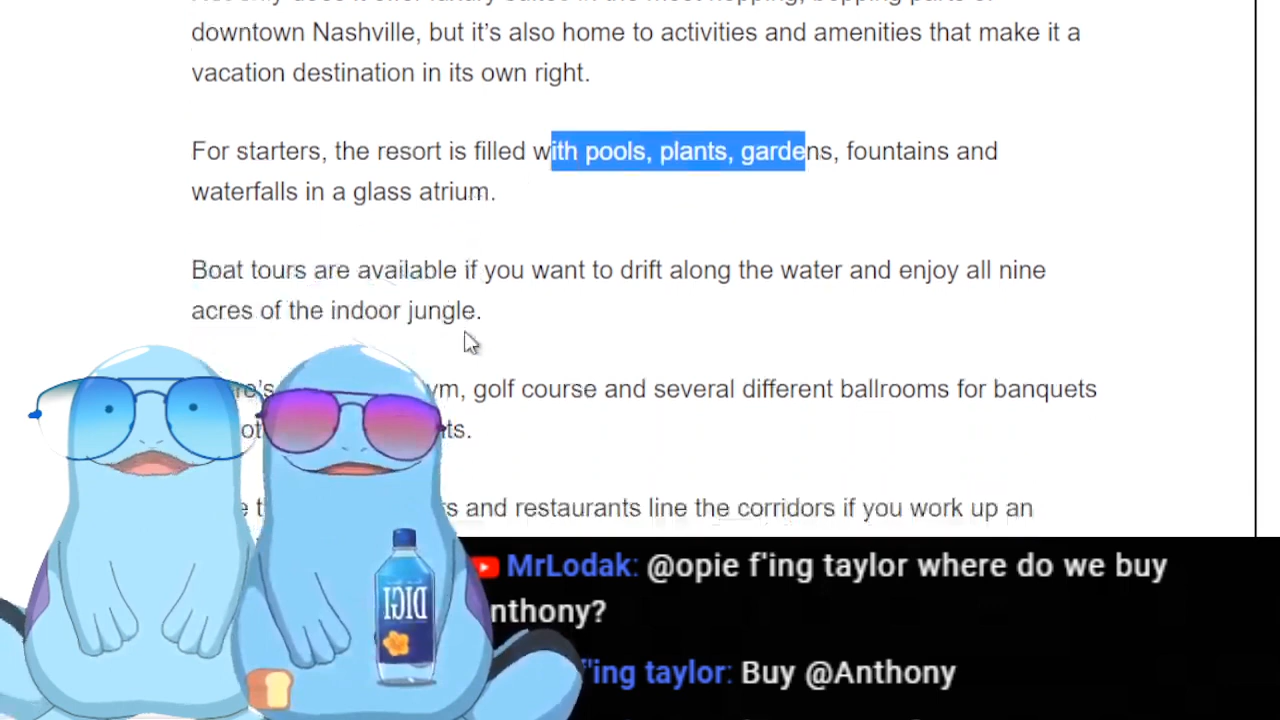 downtown Nashville, but it's also home to activities and amenities that make it a
vacation destination in its own right.
For starters, the resort is filled with pools, plants, gardens, fountains and
waterfalls in a glass atrium.
Boat tours are available if you want to drift along the water and enjoy all nine
acres of the indoor jungle.
golf course and several different ballrooms for banquets
and restaurants line the corridors if you work up an
MrLodak: @opie f'ing taylor where do we buy
nthony?
f'ing taylor: Buy @Anthony
DIGI